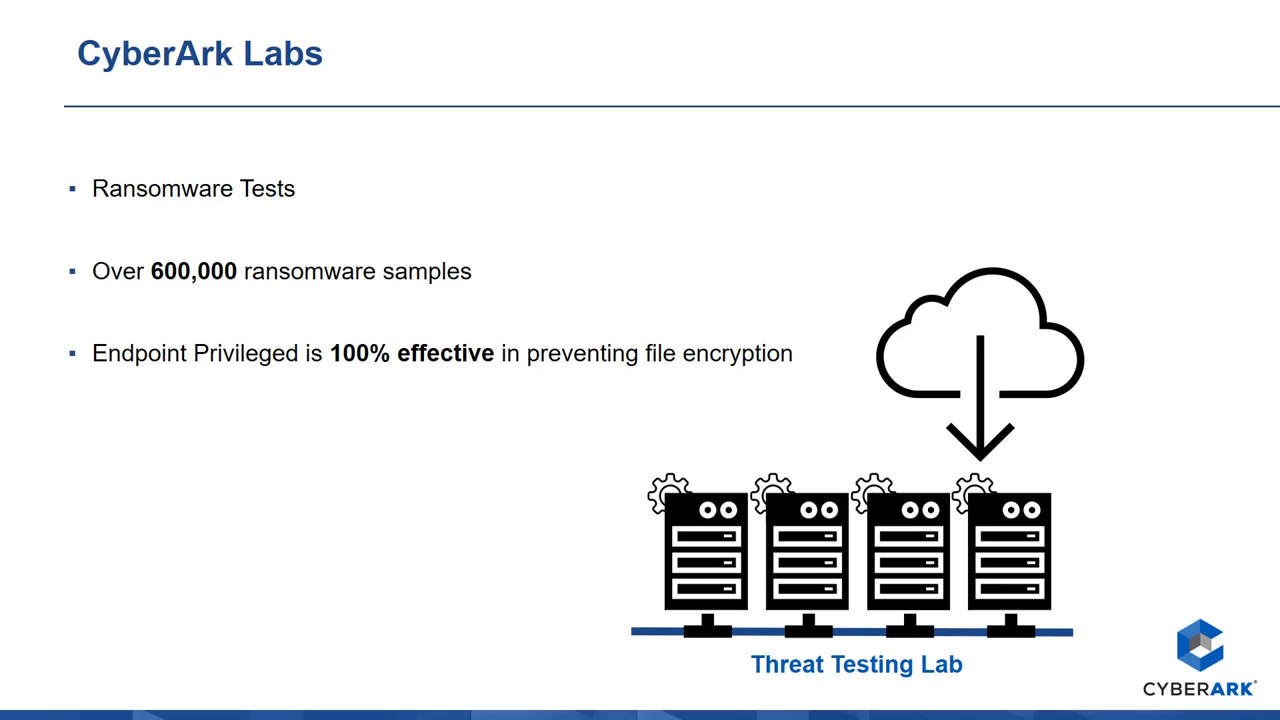 CyberArk Labs
Ransomware Tests
Over 600,000 ransomware samples
Endpoint Privileged is 100% effective in preventing file encryption
Threat Testing Lab
CYBERARK®